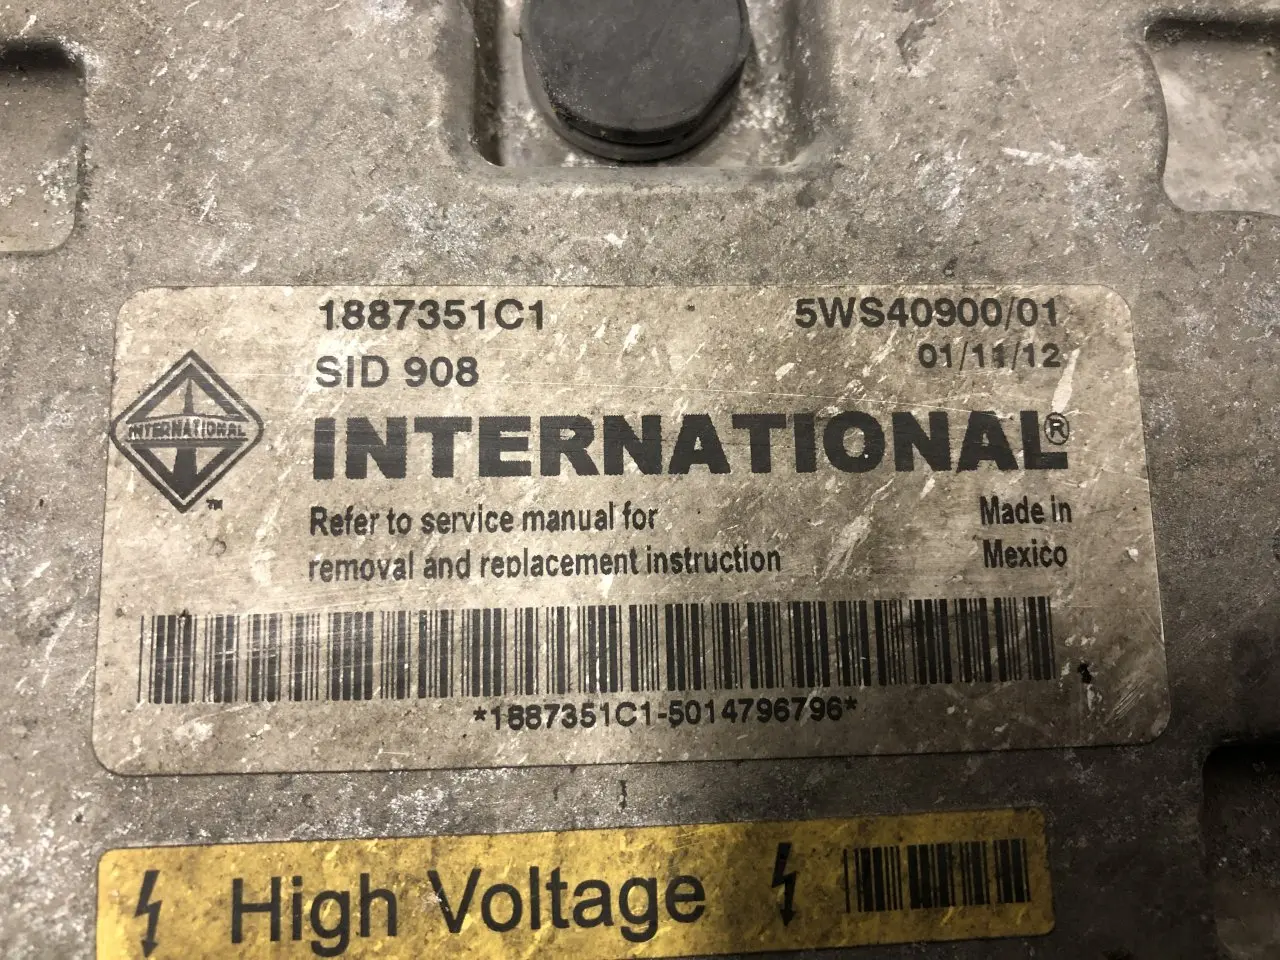 1887351C1
5WS40900/01
SID 908
01/11/12
INTERNATIONAL®
INTERNATIONAL
™
Refer to service manual for
removal and replacement instruction
Made in
Mexico
*1887351C1-5014796796*
High Voltage